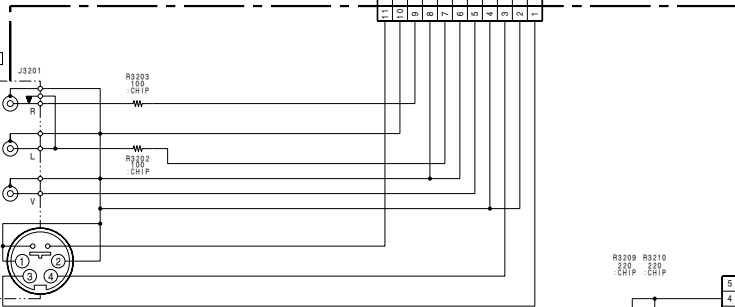 11 10 9 8 7 6 5 4 3 2 1
J3201
R3203
100
:CHIP
R
L
R3202
100
:CHIP
V
1 2
3 4
R3209 R3210
220 220
:CHIP :CHIP
5
4